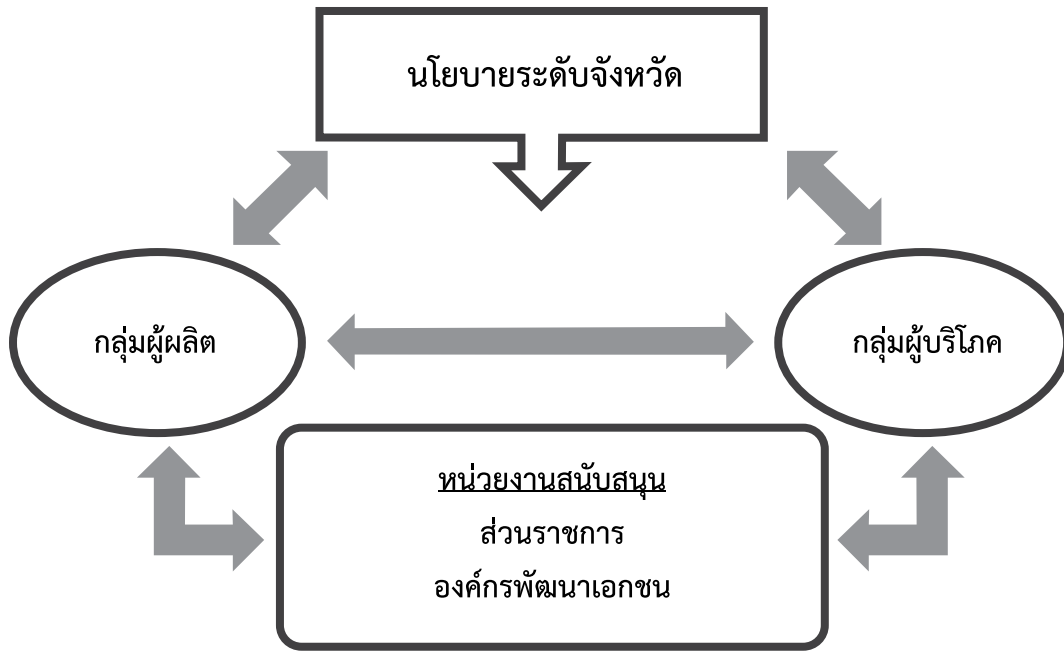 นโยบายระดับจังหวัด
กลุ่มผู้ผลิต
กลุ่มผู้บริโภค
หน่วยงานสนับสนุน
ส่วนราชการ
องค์กรพัฒนาเอกชน